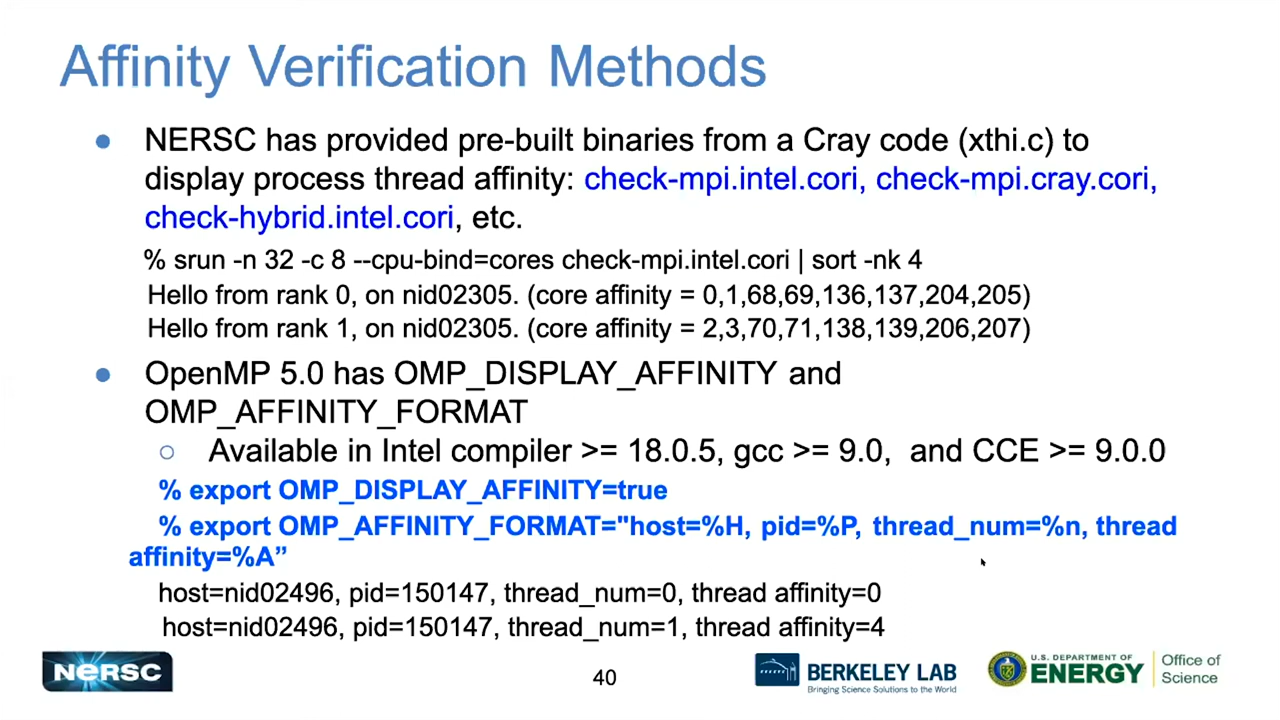 Affinity Verification Methods
● NERSC has provided pre-built binaries from a Cray code (xthi.c) to
display process thread affinity: check-mpi.intel.cori, check-mpi.cray.cori,
check-hybrid.intel.cori, etc.
% srun -n 32 -c 8 --cpu-bind=cores check-mpi.intel.cori | sort -nk 4
Hello from rank 0, on nid02305. (core affinity = 0,1,68,69,136,137,204,205)
Hello from rank 1, on nid02305. (core affinity = 2,3,70,71,138,139,206,207)
● OpenMP 5.0 has OMP_DISPLAY_AFFINITY and
OMP_AFFINITY_FORMAT
○ Available in Intel compiler >= 18.0.5, gcc >= 9.0, and CCE >= 9.0.0
% export OMP_DISPLAY_AFFINITY=true
% export OMP_AFFINITY_FORMAT="host=%H, pid=%P, thread_num=%n, thread
affinity=%A”
host=nid02496, pid=150147, thread_num=0, thread affinity=0
host=nid02496, pid=150147, thread_num=1, thread affinity=4
NERSC
40
BERKELEY LAB
Bringing Science Solutions to the World
U.S. DEPARTMENT OF
ENERGY
Office of
Science